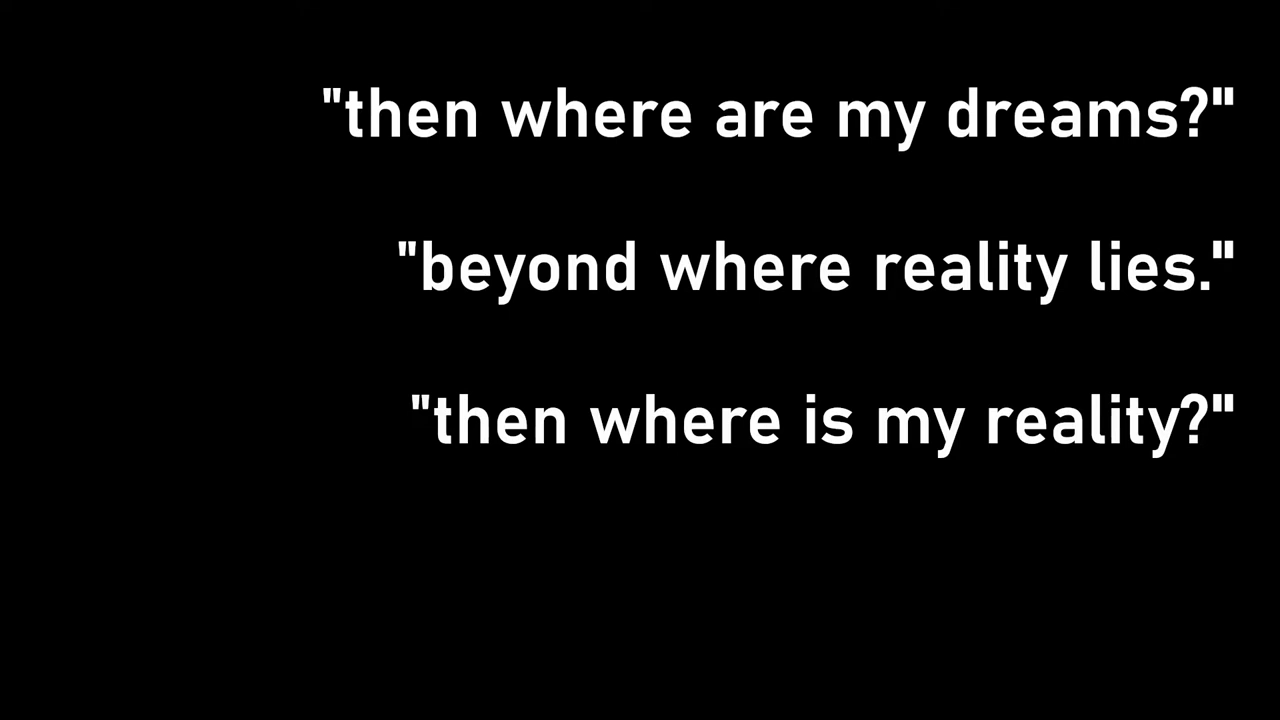 "then where are my dreams?"
"beyond where reality lies."
"then where is my reality?"